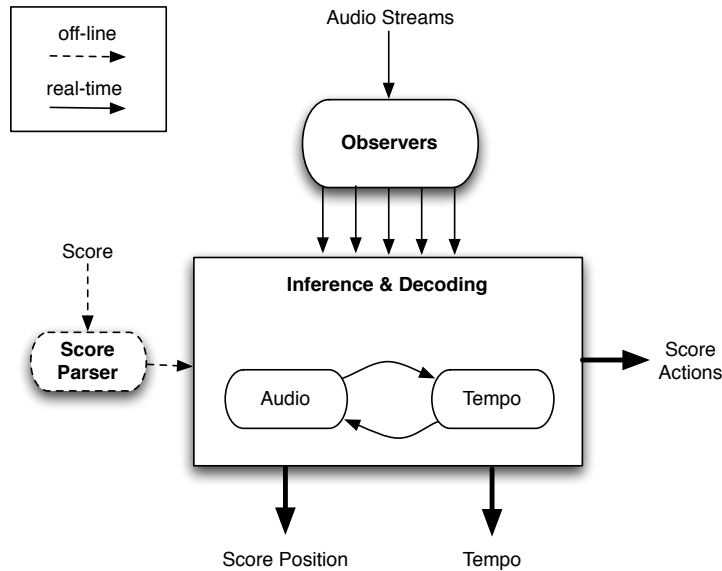 off-line
real-time
Audio Streams
Observers
Score
Score
Parser
Inference & Decoding
Audio
Tempo
Score
Actions
Score Position
Tempo